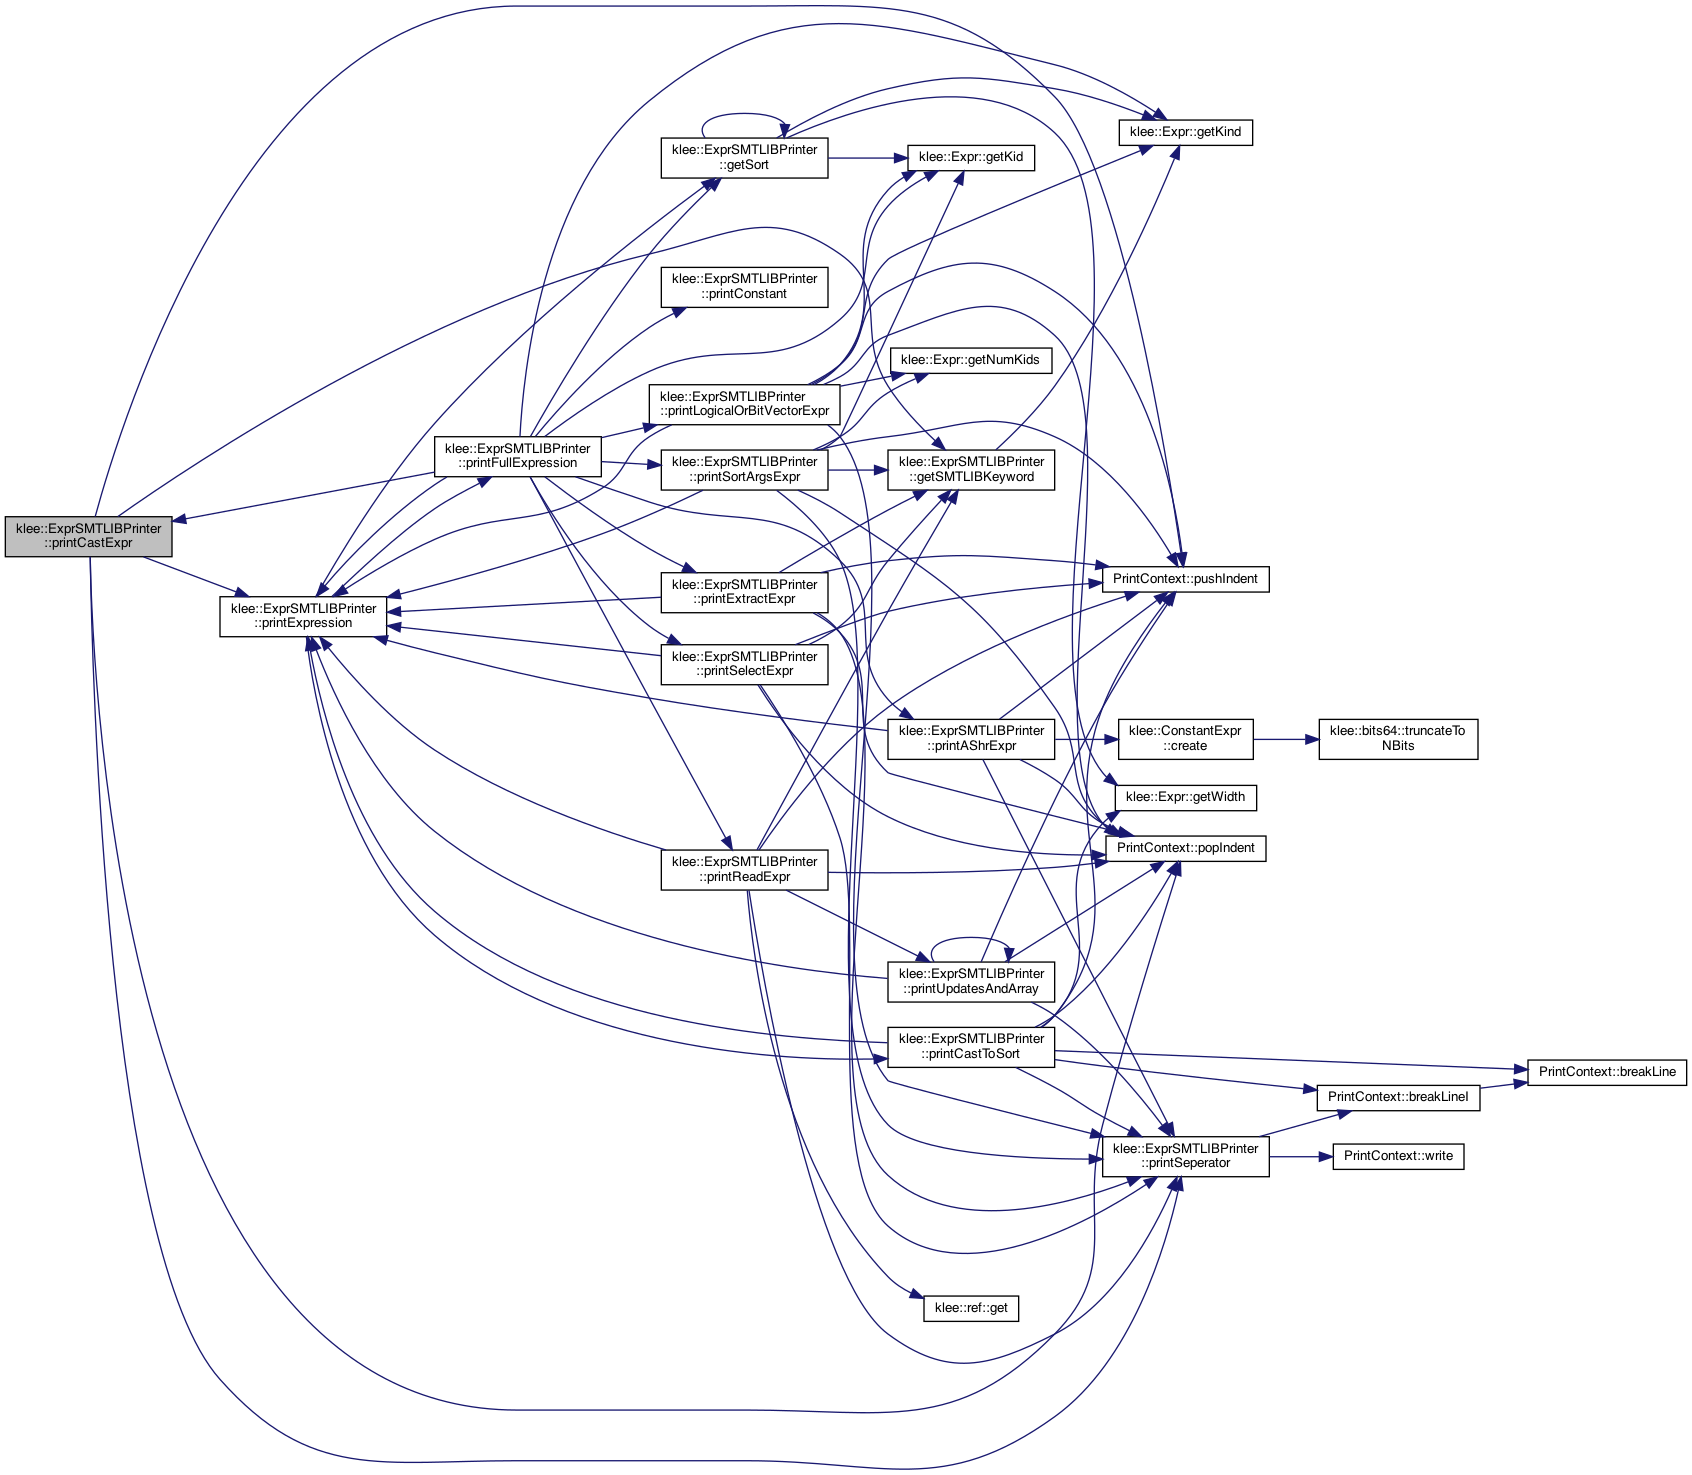 klee::ExprSMTLIBPrinter
::printCastExpr
klee::ExprSMTLIBPrinter
::printExpression
klee::ExprSMTLIBPrinter
::printFullExpression
klee::ExprSMTLIBPrinter
::getSort
klee::ExprSMTLIBPrinter
::printConstant
klee::ExprSMTLIBPrinter
::printLogicalOrBitVectorExpr
klee::ExprSMTLIBPrinter
::printSortArgsExpr
klee::ExprSMTLIBPrinter
::printExtractExpr
klee::ExprSMTLIBPrinter
::printSelectExpr
klee::ExprSMTLIBPrinter
::printReadExpr
klee::Expr::getKid
klee::Expr::getNumKids
klee::ExprSMTLIBPrinter
::getSMTLIBKeyword
klee::ExprSMTLIBPrinter
::printAShrExpr
klee::ExprSMTLIBPrinter
::printUpdatesAndArray
klee::ExprSMTLIBPrinter
::printCastToSort
klee::ref::get
klee::Expr::getKind
PrintContext::pushIndent
klee::ConstantExpr
::create
klee::Expr::getWidth
PrintContext::popIndent
klee::ExprSMTLIBPrinter
::printSeperator
klee::bits64::truncateTo
NBits
PrintContext::breakLineI
PrintContext::write
PrintContext::breakLine